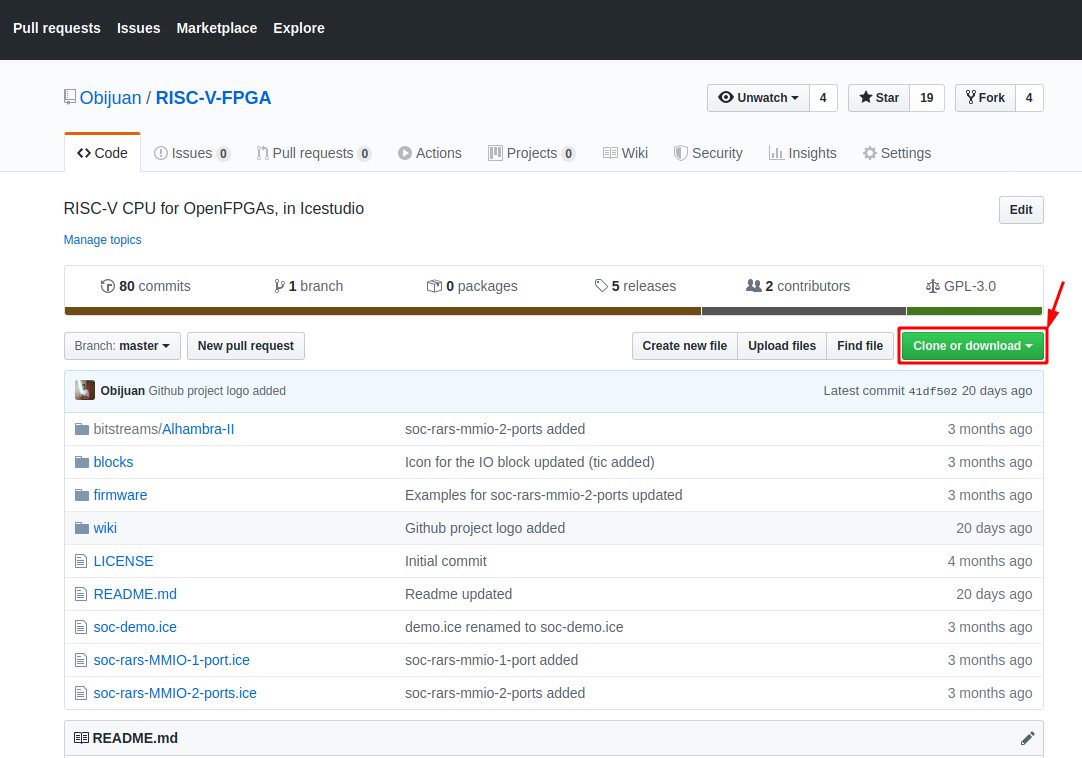 Pull requests Issues Marketplace Explore
Obijuan / RISC-V-FPGA Unwatch 4 Star 19 Fork 4
Code Issues 0 Pull requests 0 Actions Projects 0 Wiki Security Insights Settings
RISC-V CPU for OpenFPGAs, in Icestudio Edit
Manage topics
80 commits 1 branch 0 packages 5 releases 2 contributors GPL-3.0
Branch: master New pull request Create new file Upload files Find file Clone or download
Obijuan Github project logo added Latest commit 41df502 20 days ago
bitstreams/Alhambra-II soc-rars-mmio-2-ports added 3 months ago
blocks Icon for the IO block updated (tic added) 3 months ago
firmware Examples for soc-rars-mmio-2-ports updated 3 months ago
wiki Github project logo added 20 days ago
LICENSE Initial commit 4 months ago
README.md Readme updated 20 days ago
soc-demo.ice demo.ice renamed to soc-demo.ice 3 months ago
soc-rars-MMIO-1-port.ice soc-rars-mmio-1-port added 3 months ago
soc-rars-MMIO-2-ports.ice soc-rars-mmio-2-ports added 3 months ago
README.md